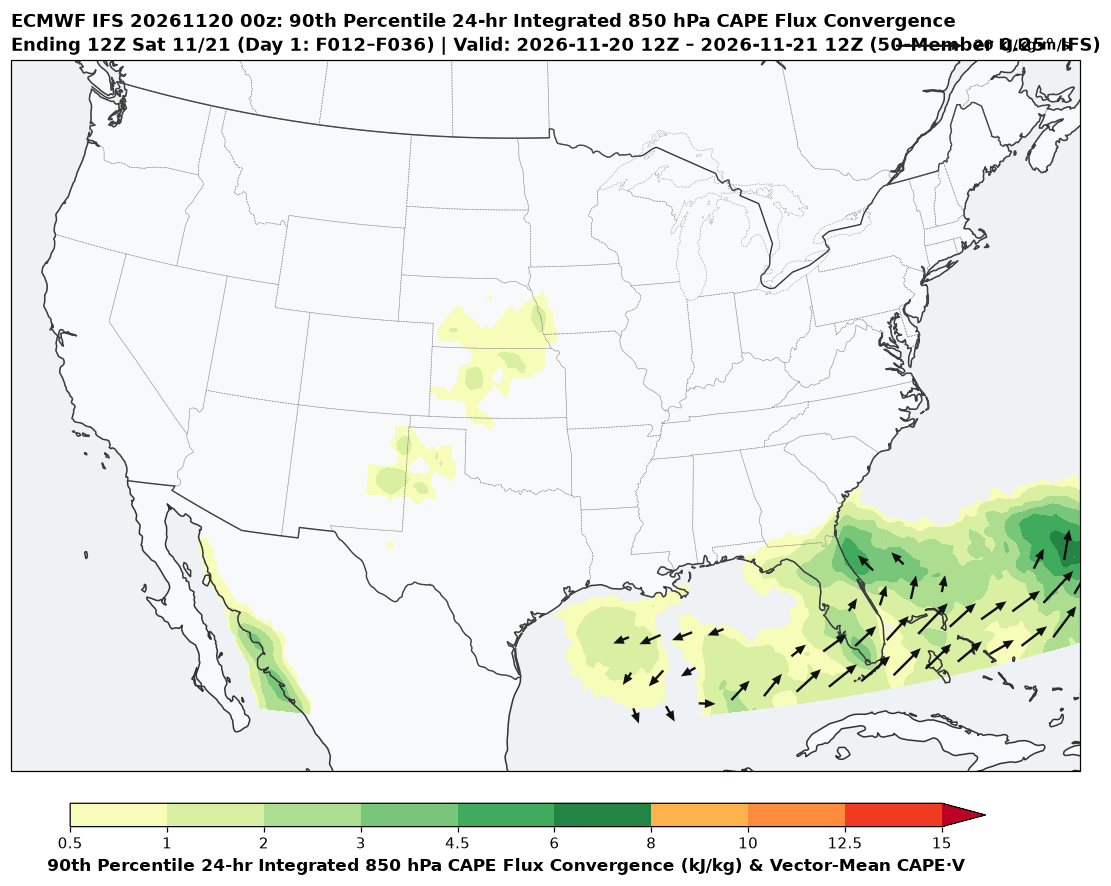 ECMWF IFS 20261120 00z: 90th Percentile 24-hr Integrated 850 hPa CAPE Flux Convergence
Ending 12Z Sat 11/21 (Day 1: F012–F036) | Valid: 2026-11-20 12Z – 2026-11-21 12Z (50-Member 0.25° IFS)
0.5 1 2 3 4.5 6 8 10 12.5 15
90th Percentile 24-hr Integrated 850 hPa CAPE Flux Convergence (kJ/kg) & Vector-Mean CAPE·V